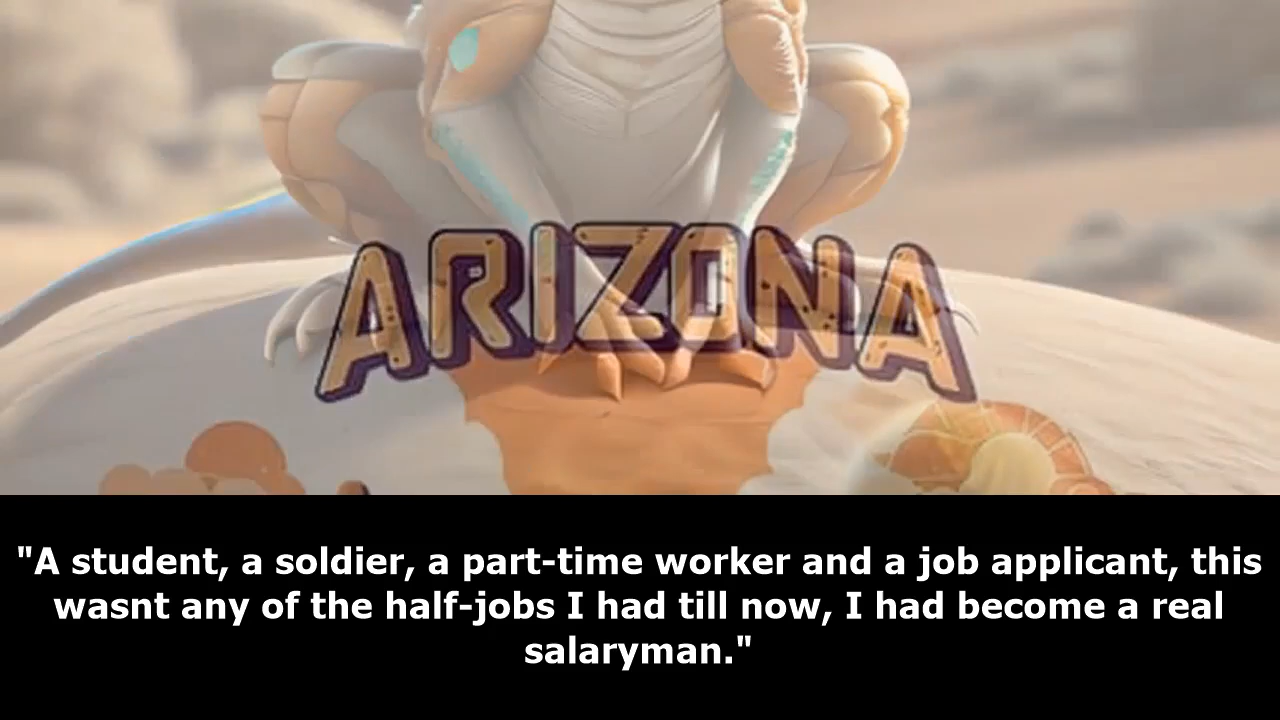 ARIZONA
"A student, a soldier, a part-time worker and a job applicant, this
wasnt any of the half-jobs I had till now, I had become a real
salaryman."